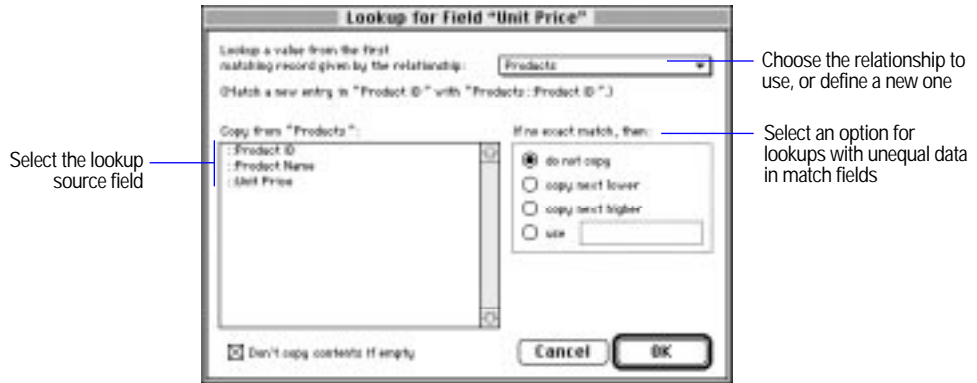 Lookup for Field "Unit Price"
Lookup a value from the first
matching record given by the relationship:
Products
(Match a new entry in "Product ID" with "Products::Product ID".)
Choose the relationship to
use, or define a new one
Copy from "Products":
::Product ID
::Product Name
::Unit Price
Select the lookup
source field
If no exact match, then:
do not copy
copy next lower
copy next higher
use
Select an option for
lookups with unequal data
in match fields
Don't copy contents if empty
Cancel
OK